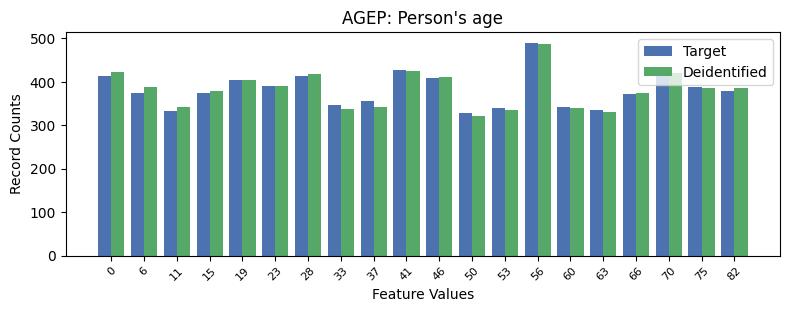 AGEP: Person's age
Target
Deidentified
Record Counts
500
400
300
200
100
0
0 6 11 15 19 23 28 33 37 41 46 50 53 56 60 63 66 70 75 82
Feature Values